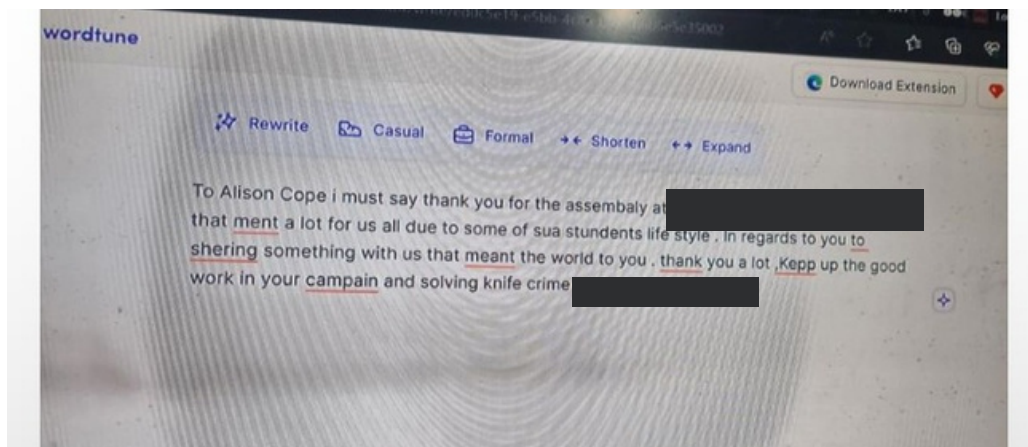 wordtune
Download Extension
Rewrite Casual Formal Shorten Expand
To Alison Cope i must say thank you for the assembaly at
that ment a lot for us all due to some of sua stundents life style . In regards to you to
shering something with us that meant the world to you . thank you a lot ,Kepp up the good
work in your campain and solving knife crime